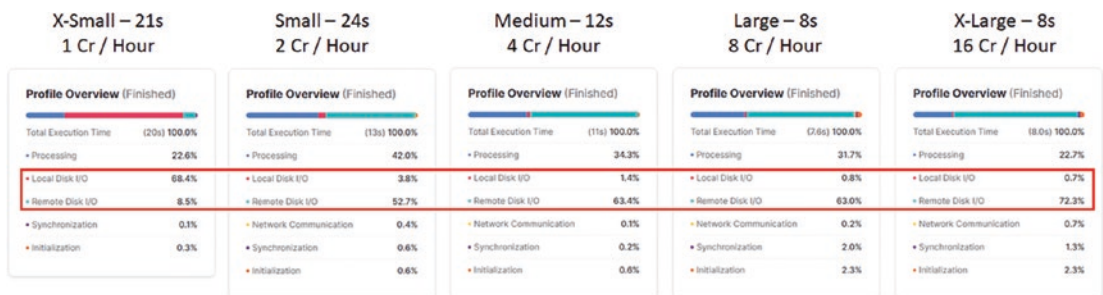 X-Small – 21s
1 Cr / Hour
Profile Overview (Finished)
Total Execution Time (20s) 100.0%
Processing 22.6%
Local Disk I/O 68.4%
Remote Disk I/O 8.5%
Synchronization 0.1%
Initialization 0.3%
Small – 24s
2 Cr / Hour
Profile Overview (Finished)
Total Execution Time (13s) 100.0%
Processing 42.0%
Local Disk I/O 3.8%
Remote Disk I/O 52.7%
Network Communication 0.4%
Synchronization 0.6%
Initialization 0.6%
Medium – 12s
4 Cr / Hour
Profile Overview (Finished)
Total Execution Time (11s) 100.0%
Processing 34.3%
Local Disk I/O 1.4%
Remote Disk I/O 63.4%
Network Communication 0.1%
Synchronization 0.2%
Initialization 0.6%
Large – 8s
8 Cr / Hour
Profile Overview (Finished)
Total Execution Time (7.6s) 100.0%
Processing 31.7%
Local Disk I/O 0.8%
Remote Disk I/O 63.0%
Network Communication 0.2%
Synchronization 2.0%
Initialization 2.3%
X-Large – 8s
16 Cr / Hour
Profile Overview (Finished)
Total Execution Time (8.0s) 100.0%
Processing 22.7%
Local Disk I/O 0.7%
Remote Disk I/O 72.3%
Network Communication 0.7%
Synchronization 1.3%
Initialization 2.3%